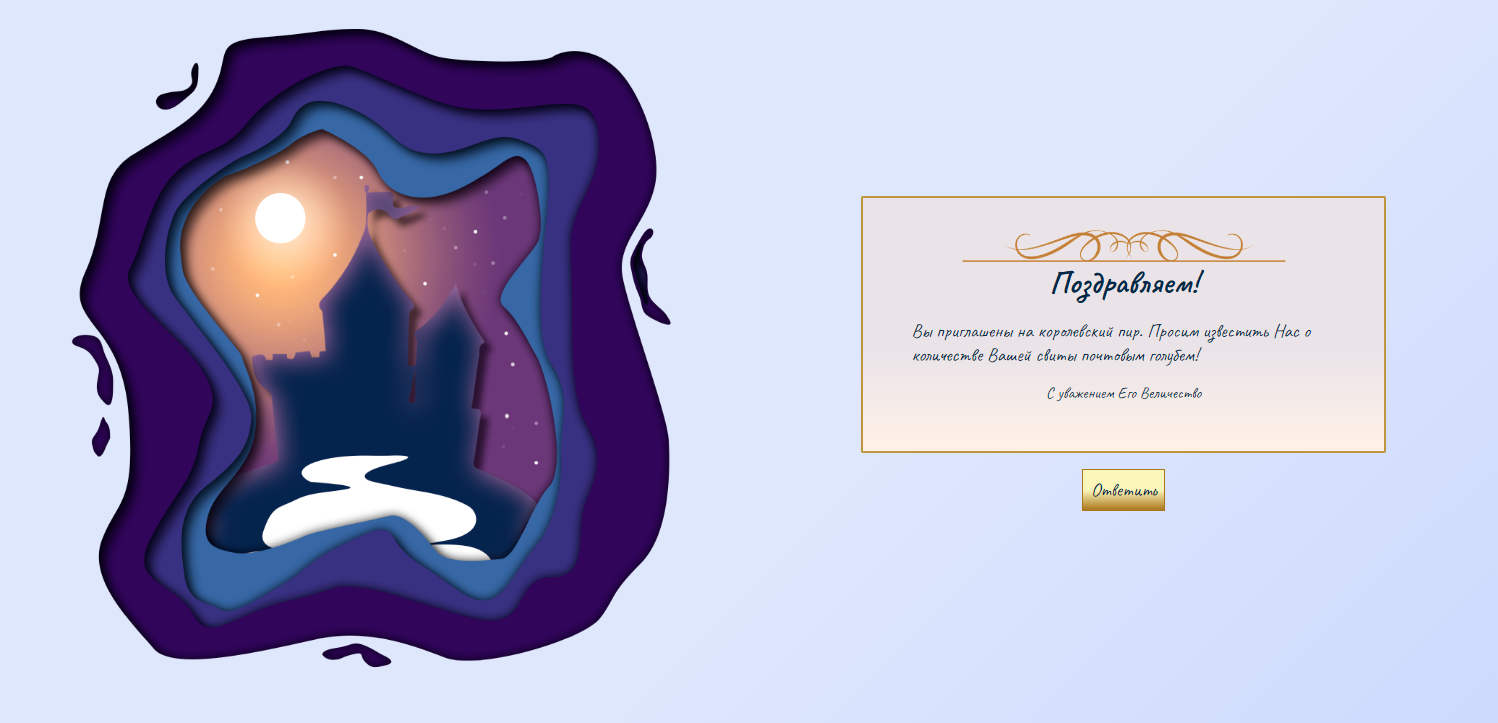 Поздравляем!
Вы приглашены на королевский пир. Просим известить Нас о
количестве Вашей свиты почтовым голубем!
С уважением Его Величество
Ответить